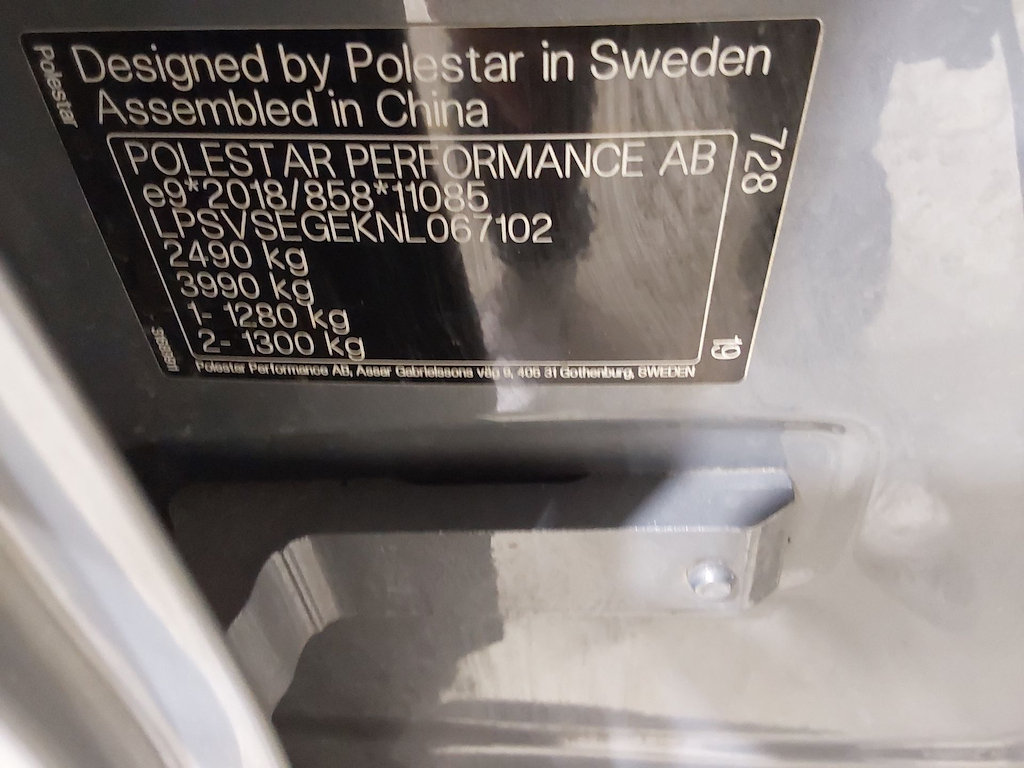 Polestar
Designed by Polestar in Sweden
Assembled in China
POLESTAR PERFORMANCE AB
e9*2018/858*11085
LPSVSEGEKNL067102
2490 kg
3990 kg
1- 1280 kg
2- 1300 kg
728
19
Polestar Performance AB, Assar Gabrielssons väg 9, 405 31 Gothenburg, SWEDEN